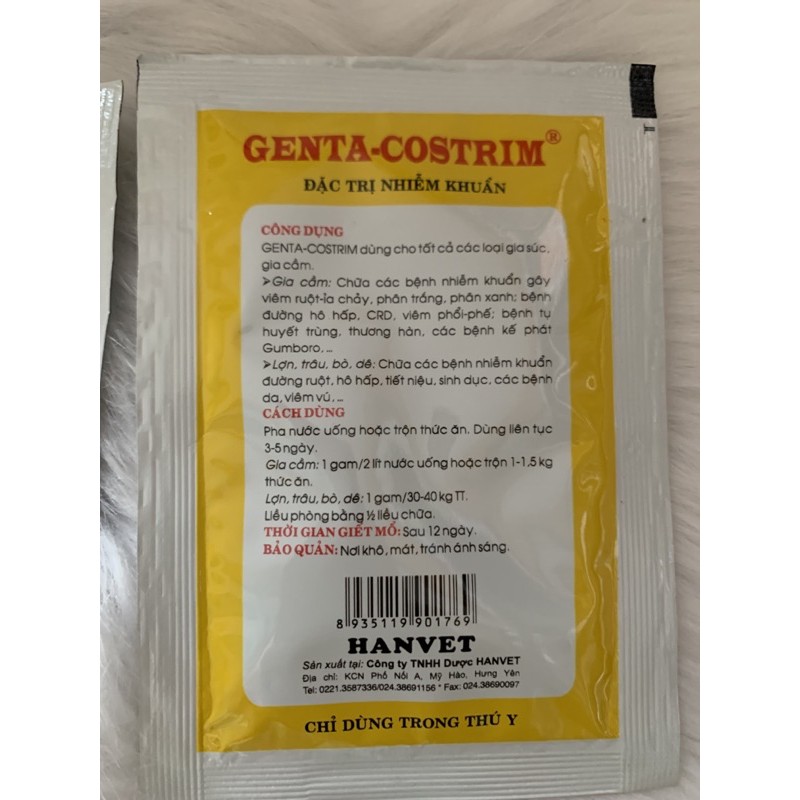 GENTA-COSTRIM®
ĐẶC TRỊ NHIỄM KHUẨN
CÔNG DỤNG
GENTA-COSTRIM dùng cho tất cả các loại gia súc,
gia cầm.
➢Gia cầm: Chữa các bệnh nhiễm khuẩn gây
viêm ruột-ỉa chảy, phân trắng, phân xanh; bệnh
đường hô hấp, CRD, viêm phổi-phế; bệnh tụ
huyết trùng, thương hàn, các bệnh kế phát
Gumboro,...
➢Lợn, trâu, bò, dê: Chữa các bệnh nhiễm khuẩn
đường ruột, hô hấp, tiết niệu, sinh dục, các bệnh
da, viêm vú,...
CÁCH DÙNG
Pha nước uống hoặc trộn thức ăn. Dùng liên tục
3-5 ngày.
Gia cầm: 1 gam/2 lít nước uống hoặc trộn 1-1,5 kg
thức ăn.
Lợn, trâu, bò, dê: 1 gam/30-40 kg TT.
Liều phòng bằng ½ liều chữa.
THỜI GIAN GIẾT MỔ: Sau 12 ngày.
BẢO QUẢN: Nơi khô, mát, tránh ánh sáng.
8 935119 901769
HANVET
Sản xuất tại: Công ty TNHH Dược HANVET
Địa chỉ: KCN Phố Nối A, Mỹ Hào, Hưng Yên
Tel: 0221.3587336/024.38691156 * Fax: 024.38690097
CHỈ DÙNG TRONG THÚ Y